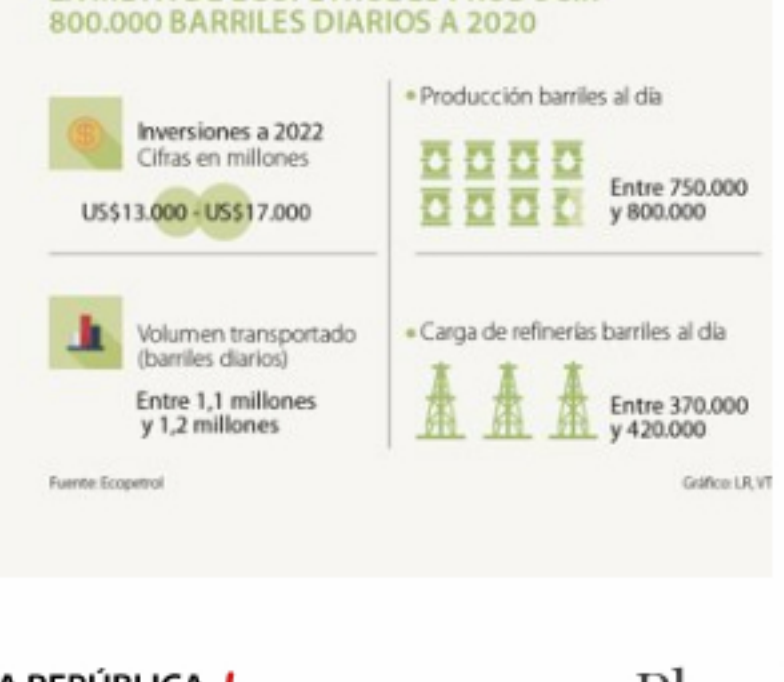 800.000 BARRILES DIARIOS A 2020
Inversiones a 2022
Cifras en millones
US$13.000 - US$17.000
Volumen transportado
(barriles diarios)
Entre 1,1 millones
y 1,2 millones
• Producción barriles al día
Entre 750.000
y 800.000
• Carga de refinerías barriles al día
Entre 370.000
y 420.000
Fuente: Ecopetrol
Gráfico: LR, VT
A REPÚBLICA